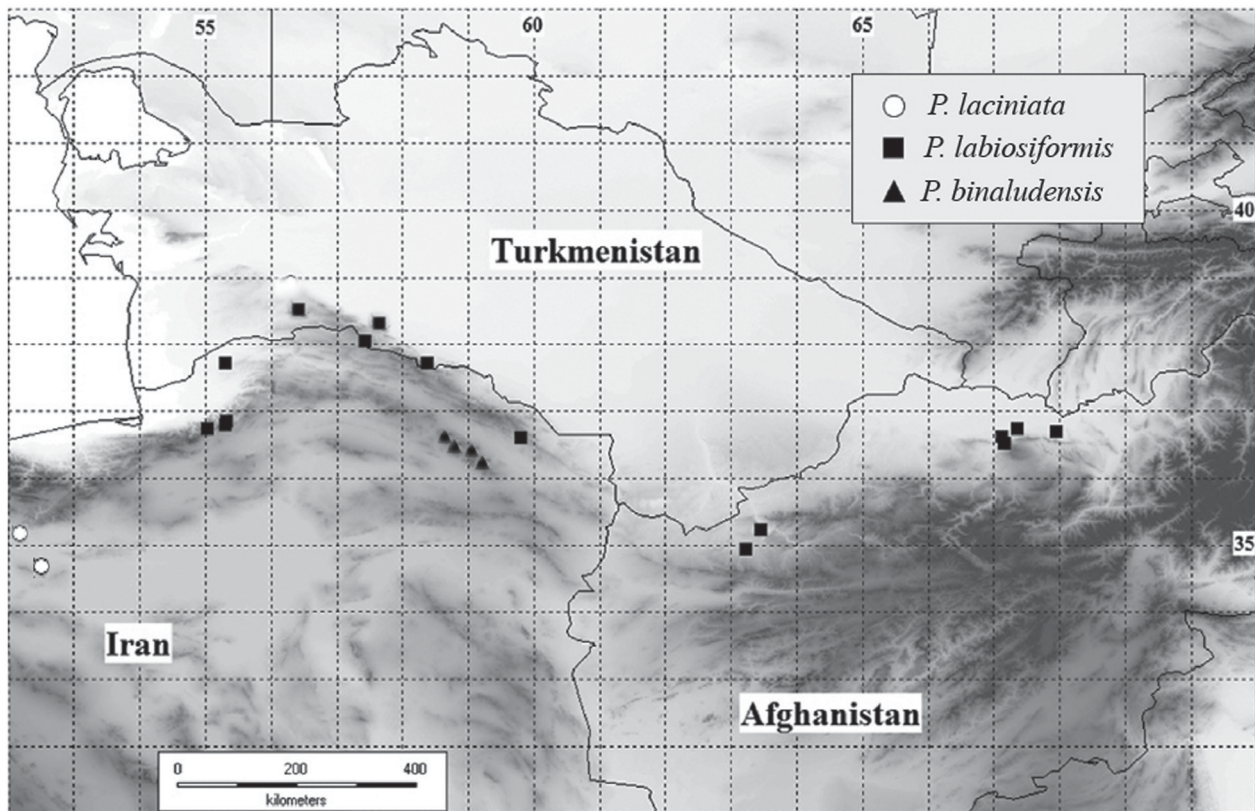 55 60 65
P. laciniata
P. labiosiformis
P. binaludensis
40
Turkmenistan
35
Iran
Afghanistan
0 200 400
kilometers